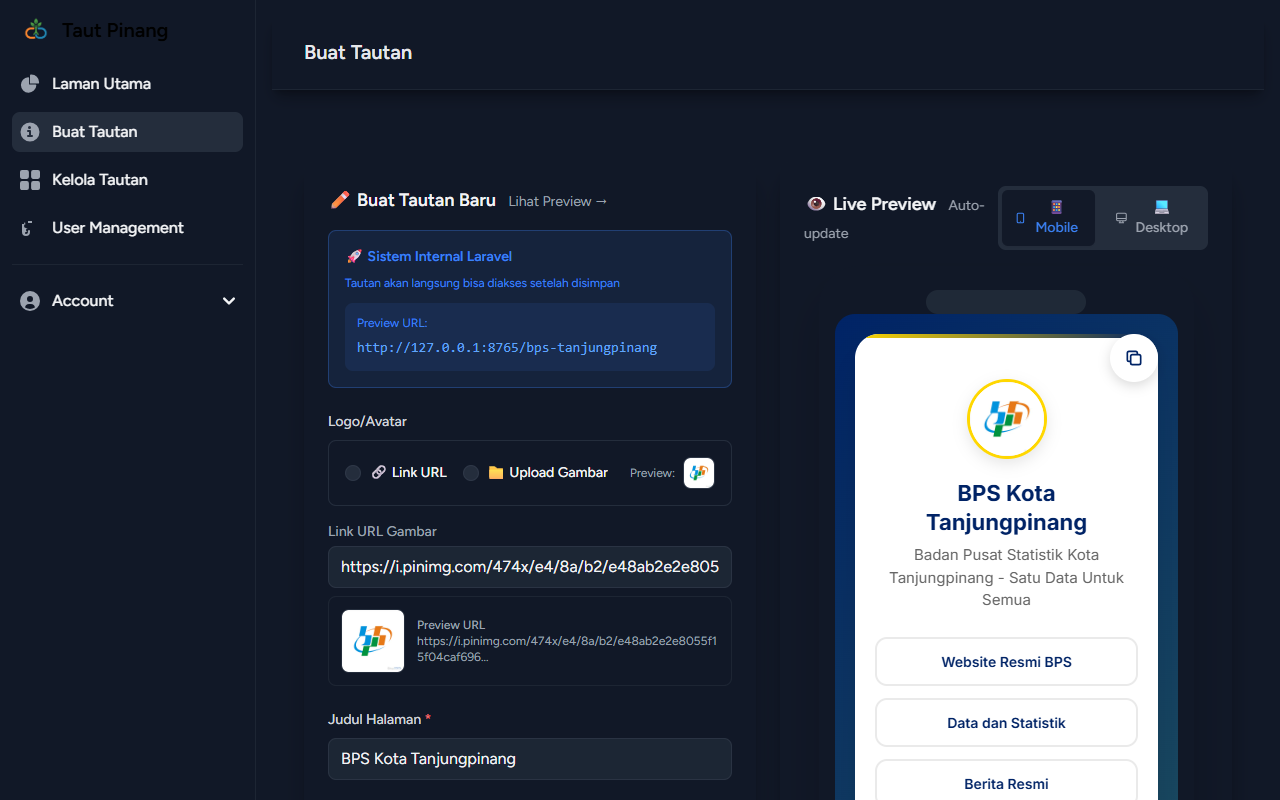 Taut Pinang
Laman Utama
Buat Tautan
Kelola Tautan
User Management
Account
Buat Tautan
Buat Tautan Baru Lihat Preview →
Sistem Internal Laravel
Tautan akan langsung bisa diakses setelah disimpan
Preview URL:
http://127.0.0.1:8765/bps-tanjungpinang
Logo/Avatar
Link URL Upload Gambar Preview:
Link URL Gambar
https://i.pinimg.com/474x/e4/8a/b2/e48ab2e2e805
Preview URL
https://i.pinimg.com/474x/e4/8a/b2/e48ab2e2e8055f1
5f04caf696...
Judul Halaman *
BPS Kota Tanjungpinang
Live Preview Auto-
update
Mobile
Desktop
BPS Kota
Tanjungpinang
Badan Pusat Statistik Kota
Tanjungpinang - Satu Data Untuk
Semua
Website Resmi BPS
Data dan Statistik
Berita Resmi